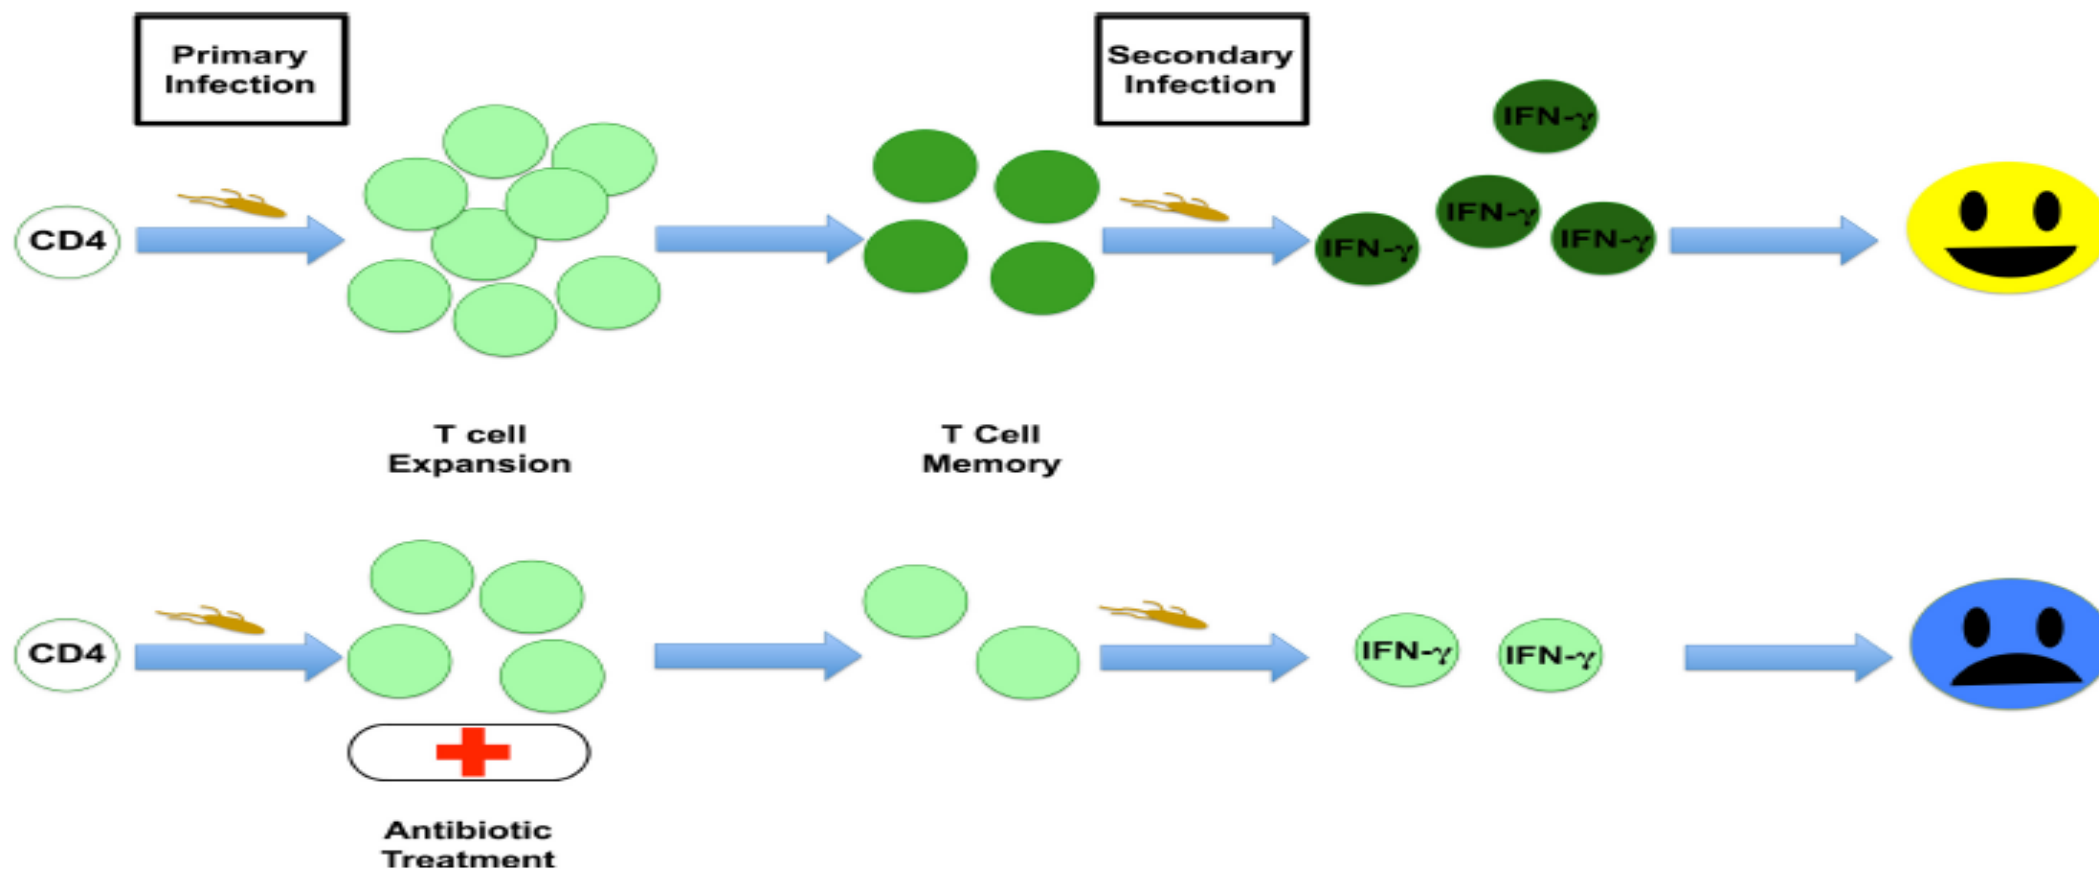 Primary
Infection
Secondary
Infection
IFN-γ
CD4
IFN-γ
IFN-γ
IFN-γ
T cell
Expansion
T Cell
Memory
CD4
IFN-γ
IFN-γ
Antibiotic
Treatment